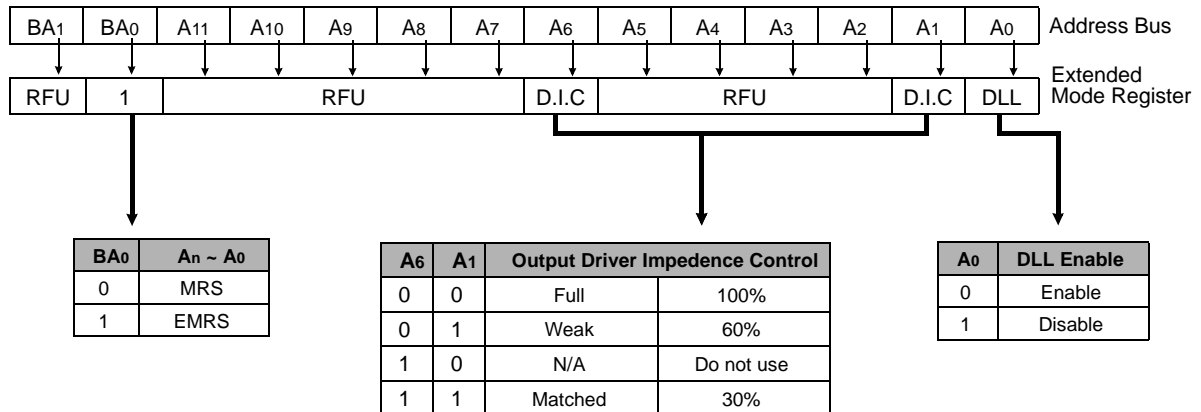 BA1 BA0 A11 A10 A9 A8 A7 A6 A5 A4 A3 A2 A1 A0 Address Bus
RFU 1 RFU D.I.C RFU D.I.C DLL Extended
Mode Register
BA0 An ~ A0
0 MRS
1 EMRS
A6 A1 Output Driver Impedence Control
0 0 Full 100%
0 1 Weak 60%
1 0 N/A Do not use
1 1 Matched 30%
A0 DLL Enable
0 Enable
1 Disable